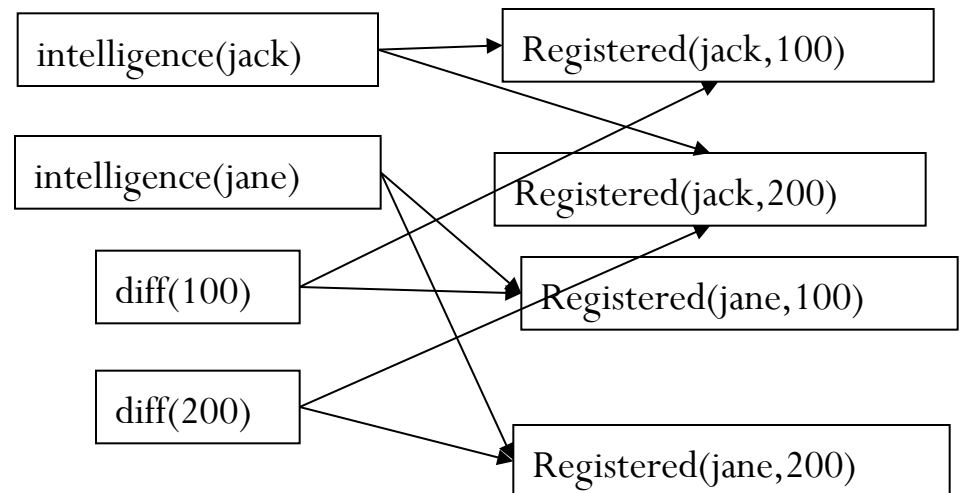 intelligence(jack)
intelligence(jane)
diff(100)
diff(200)
Registered(jack,100)
Registered(jack,200)
Registered(jane,100)
Registered(jane,200)